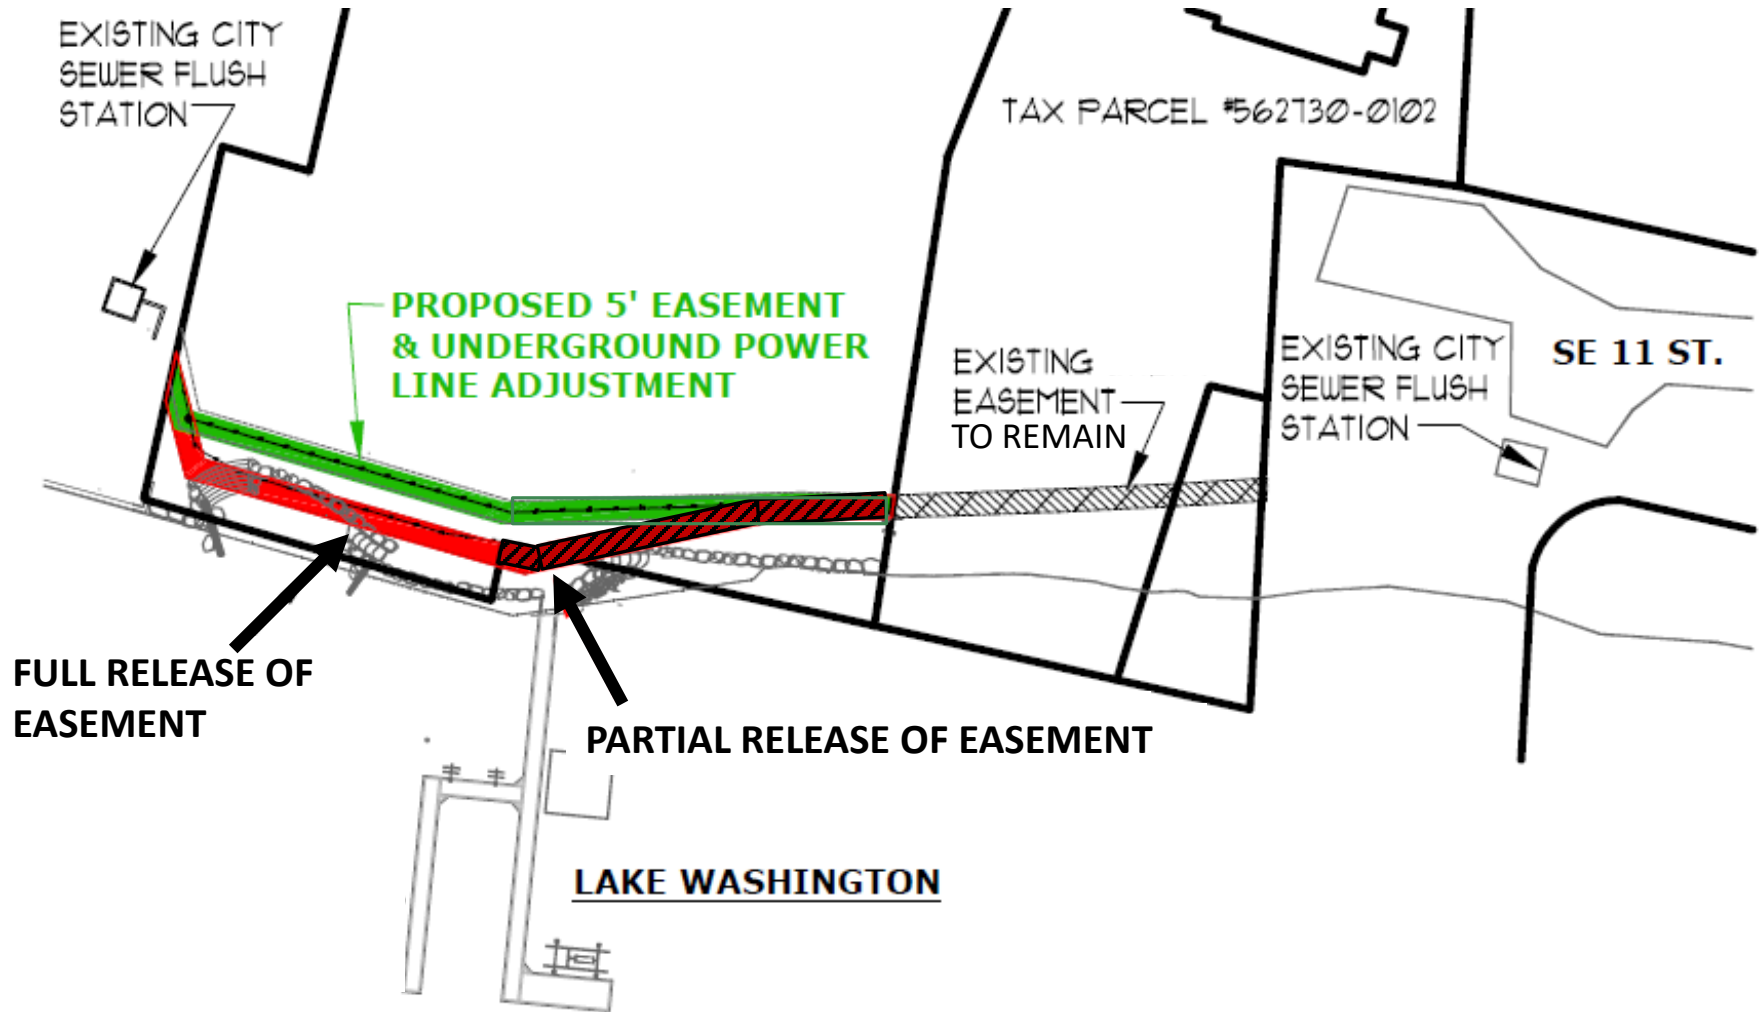 EXISTING CITY
SEWER FLUSH
STATION
TAX PARCEL #562730-0102
PROPOSED 5' EASEMENT
& UNDERGROUND POWER
LINE ADJUSTMENT
EXISTING
EASEMENT
TO REMAIN
EXISTING CITY
SEWER FLUSH
STATION
SE 11 ST.
FULL RELEASE OF
EASEMENT
PARTIAL RELEASE OF EASEMENT
LAKE WASHINGTON